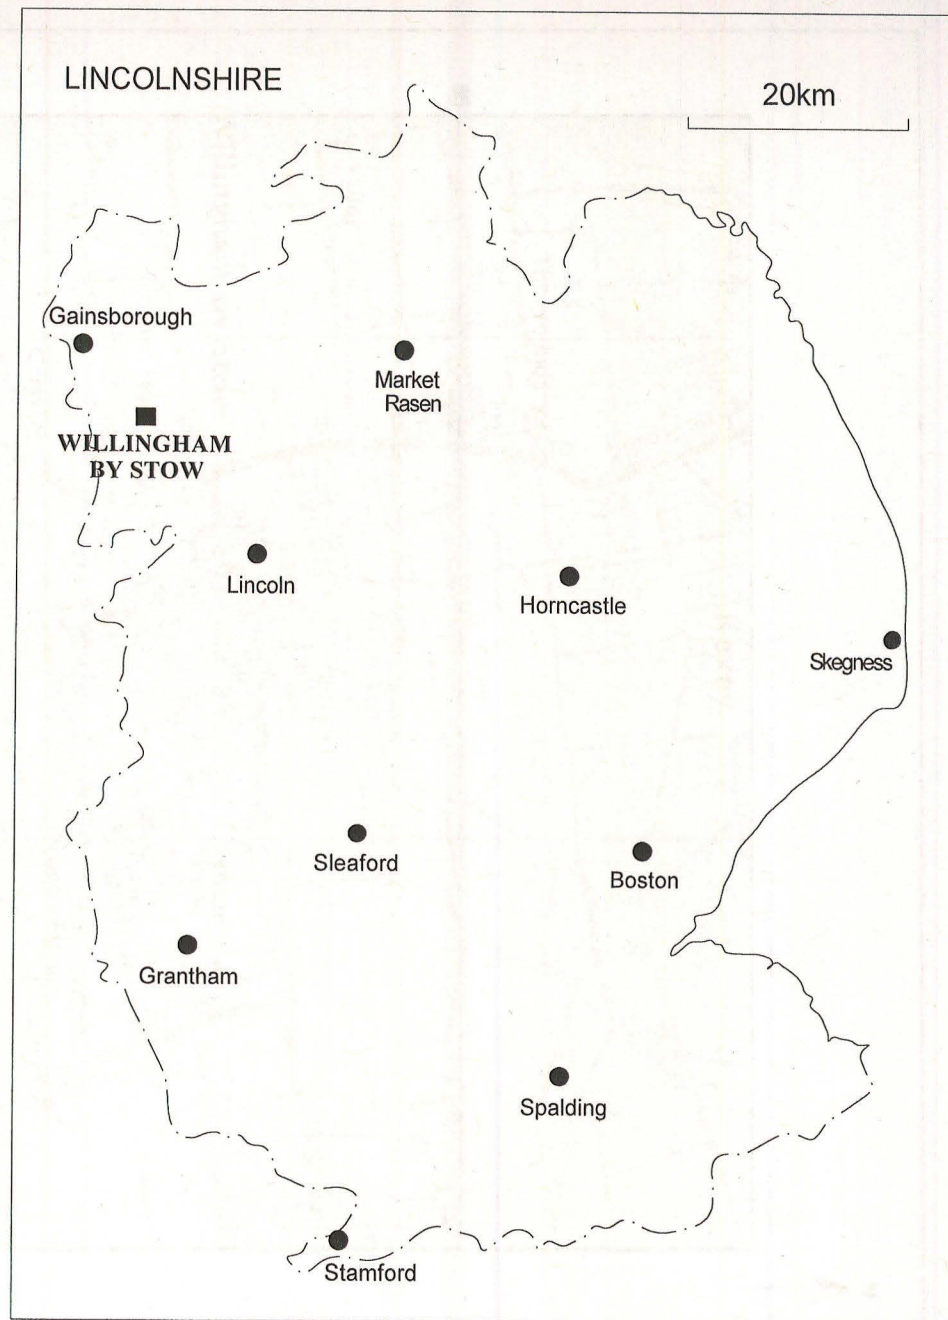 LINCOLNSHIRE
20km
Gainsborough
Market
Rasen
WILLINGHAM
BY STOW
Lincoln
Horncastle
Skegness
Sleaford
Boston
Grantham
Spalding
Stamford